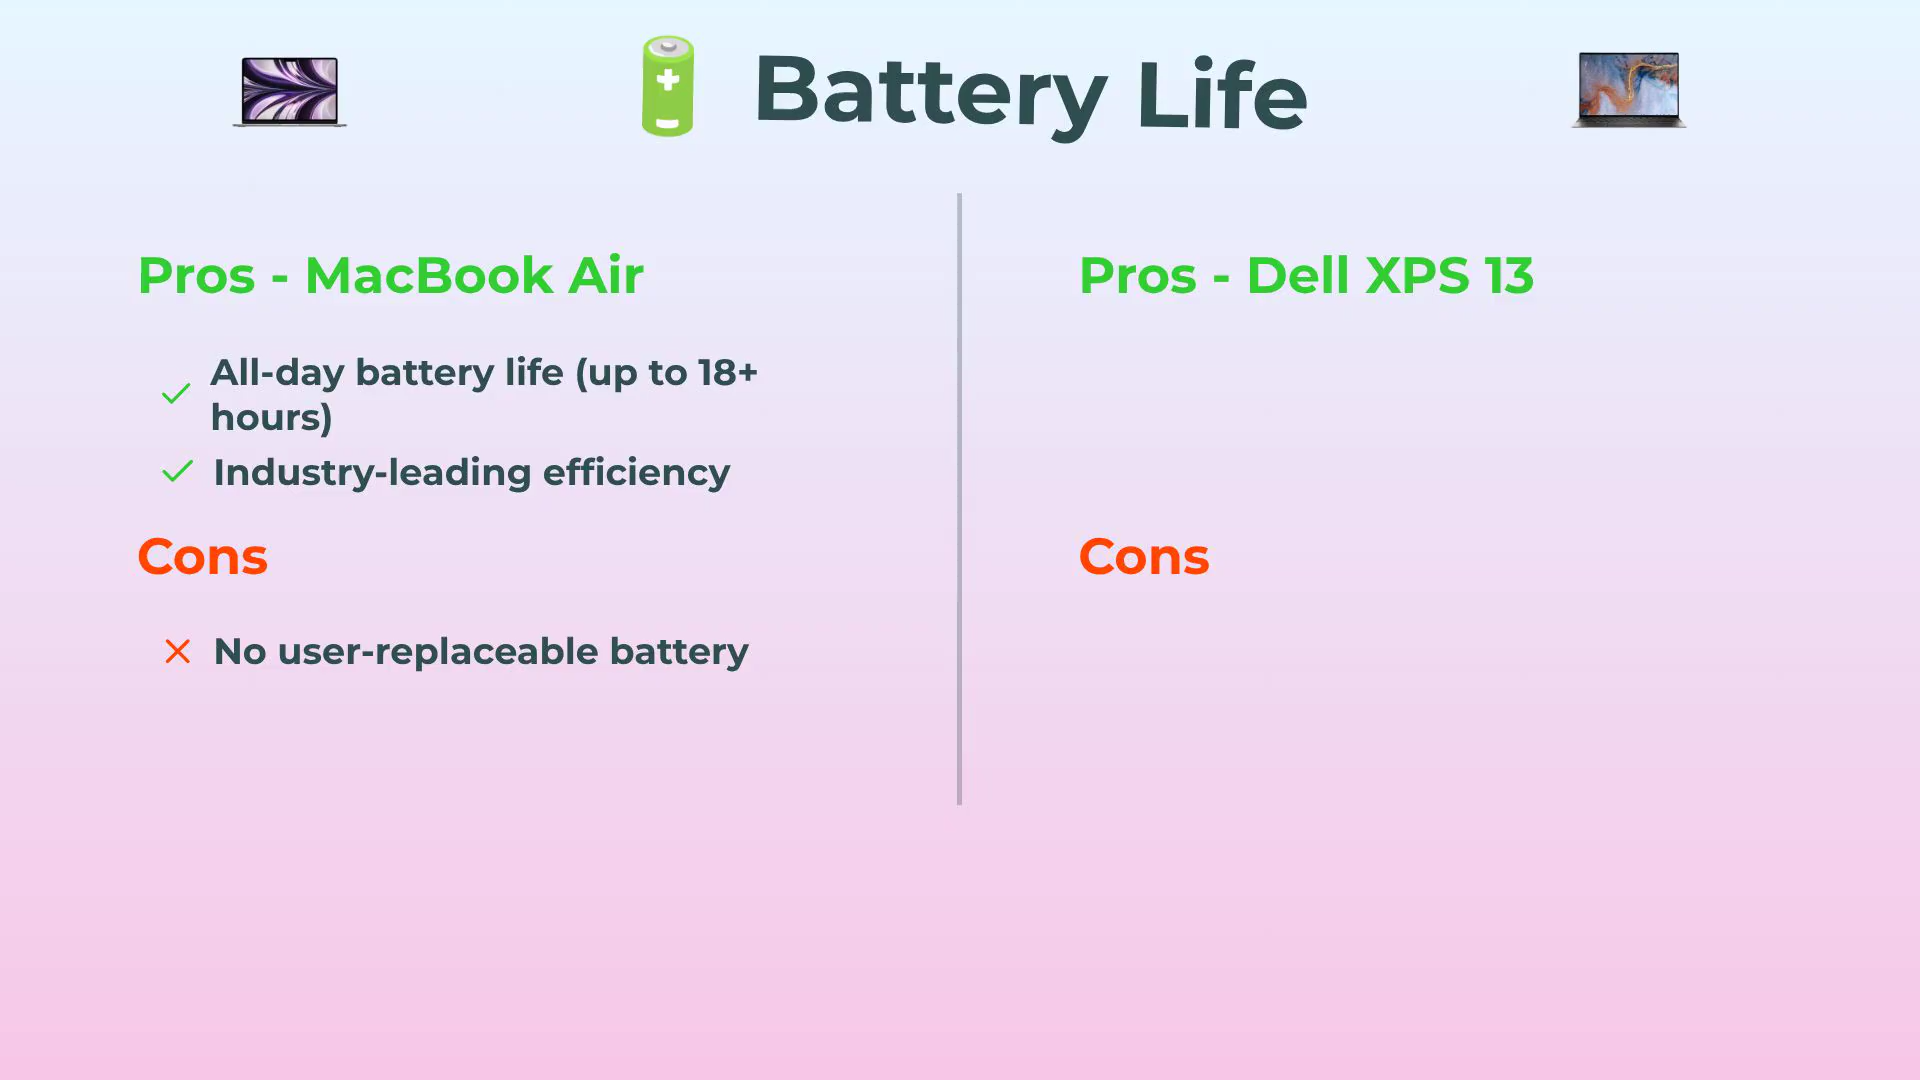 Battery Life
Pros - MacBook Air
All-day battery life (up to 18+
hours)
Industry-leading efficiency
Cons
No user-replaceable battery
Pros - Dell XPS 13
Cons